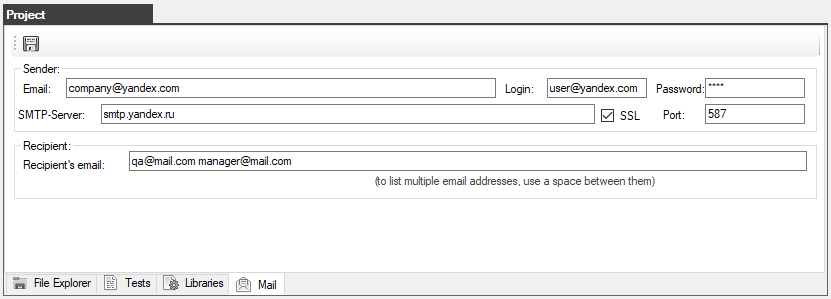 Project
Sender:
Email: company@yandex.com Login: user@yandex.com Password: ****
SMTP-Server: smtp.yandex.ru SSL Port: 587
Recipient:
Recipient's email: qa@mail.com manager@mail.com
(to list multiple email addresses, use a space between them)
File Explorer Tests Libraries Mail